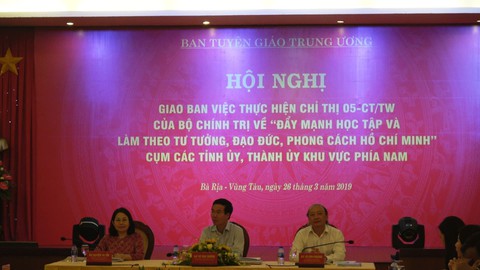 BAN TUYÊN GIÁO TRUNG ƯƠNG
HỘI NGHỊ
GIAO BAN VIỆC THỰC HIỆN CHỈ THỊ 05-CT/TW
CỦA BỘ CHÍNH TRỊ VỀ "ĐẨY MẠNH HỌC TẬP VÀ
LÀM THEO TƯ TƯỞNG, ĐẠO ĐỨC, PHONG CÁCH HỒ CHÍ MINH"
CỤM CÁC TỈNH ỦY, THÀNH ỦY KHU VỰC PHÍA NAM
Bà Rịa - Vũng Tàu, ngày 26 tháng 3 năm 2019